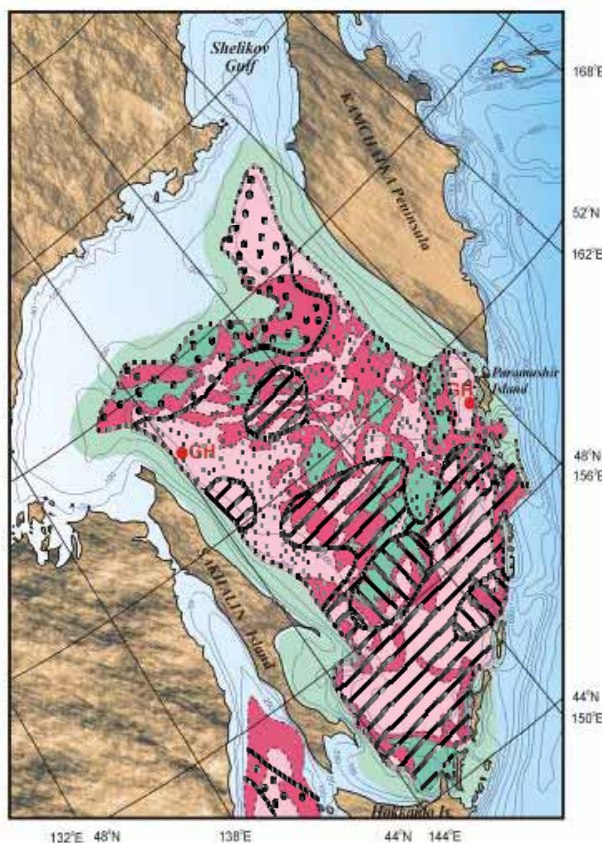 Shelikov
Gulf
KAMCHATKA Peninsula
168°E
52°N
162°E
Paramushir
Island
GH
GH
48°N
156°E
SAKHALIN Island
44°N
150°E
Hokkaido Is.
132°E 48°N 138°E 44°N 144°E